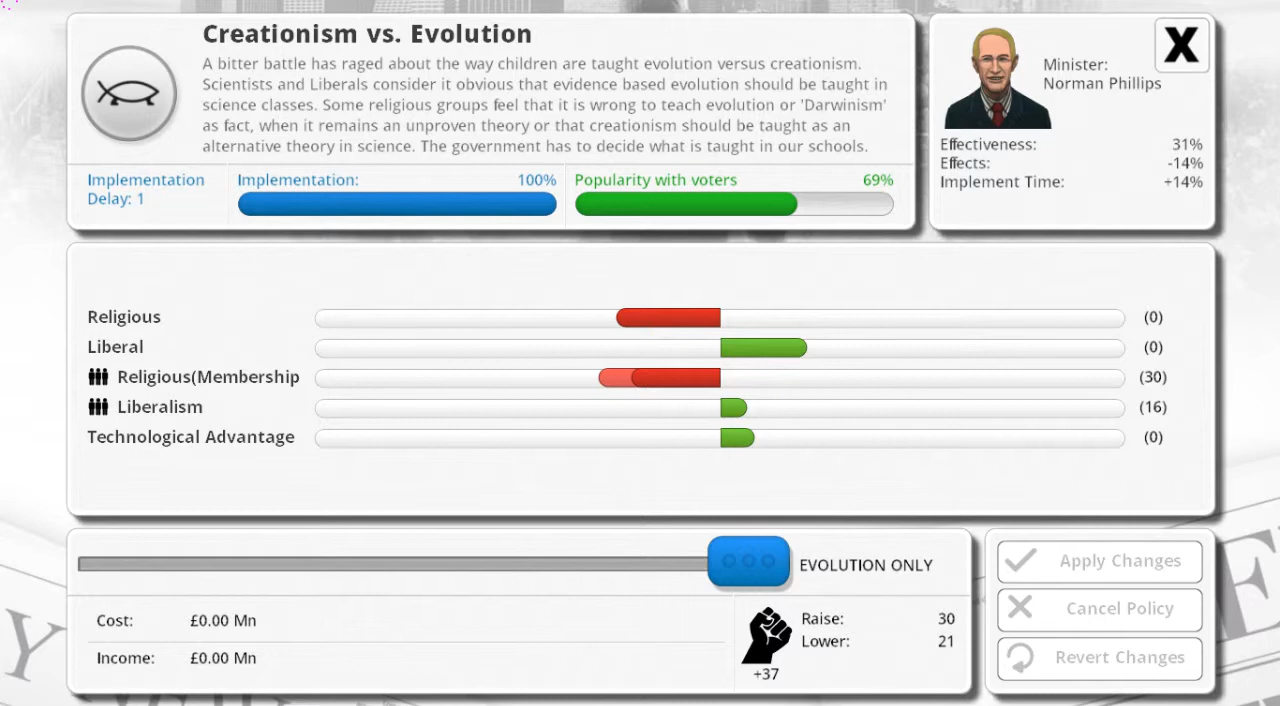 Creationism vs. Evolution
A bitter battle has raged about the way children are taught evolution versus creationism.
Scientists and Liberals consider it obvious that evidence based evolution should be taught in
science classes. Some religious groups feel that it is wrong to teach evolution or 'Darwinism'
as fact, when it remains an unproven theory or that creationism should be taught as an
alternative theory in science. The government has to decide what is taught in our schools.
Implementation
Delay: 1
Implementation: 100%
Popularity with voters 69%
Minister:
Norman Phillips
X
Effectiveness: 31%
Effects: -14%
Implement Time: +14%
Religious (0)
Liberal (0)
Religious(Membership (30)
Liberalism (16)
Technological Advantage (0)
EVOLUTION ONLY
Cost: £0.00 Mn
Income: £0.00 Mn
+37
Raise: 30
Lower: 21
Apply Changes
Cancel Policy
Revert Changes